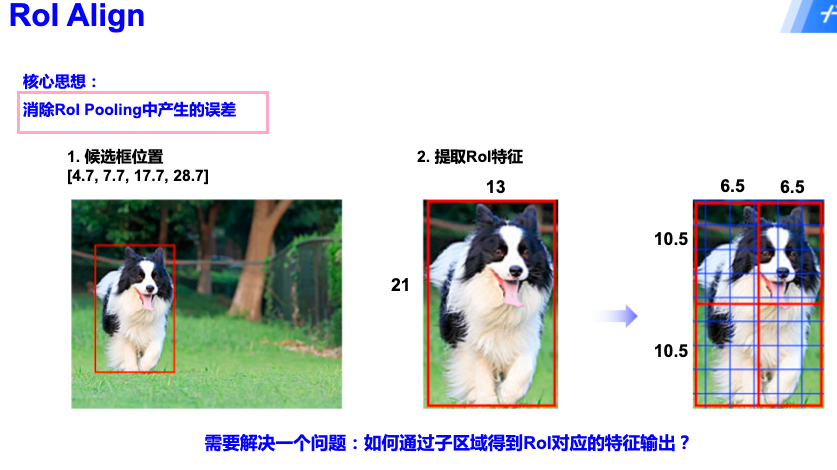 RoI Align
核心思想：
消除RoI Pooling中产生的误差
1. 候选框位置
[4.7, 7.7, 17.7, 28.7]
2. 提取RoI特征
13
6.5 6.5
10.5
21
10.5
需要解决一个问题：如何通过子区域得到RoI对应的特征输出？